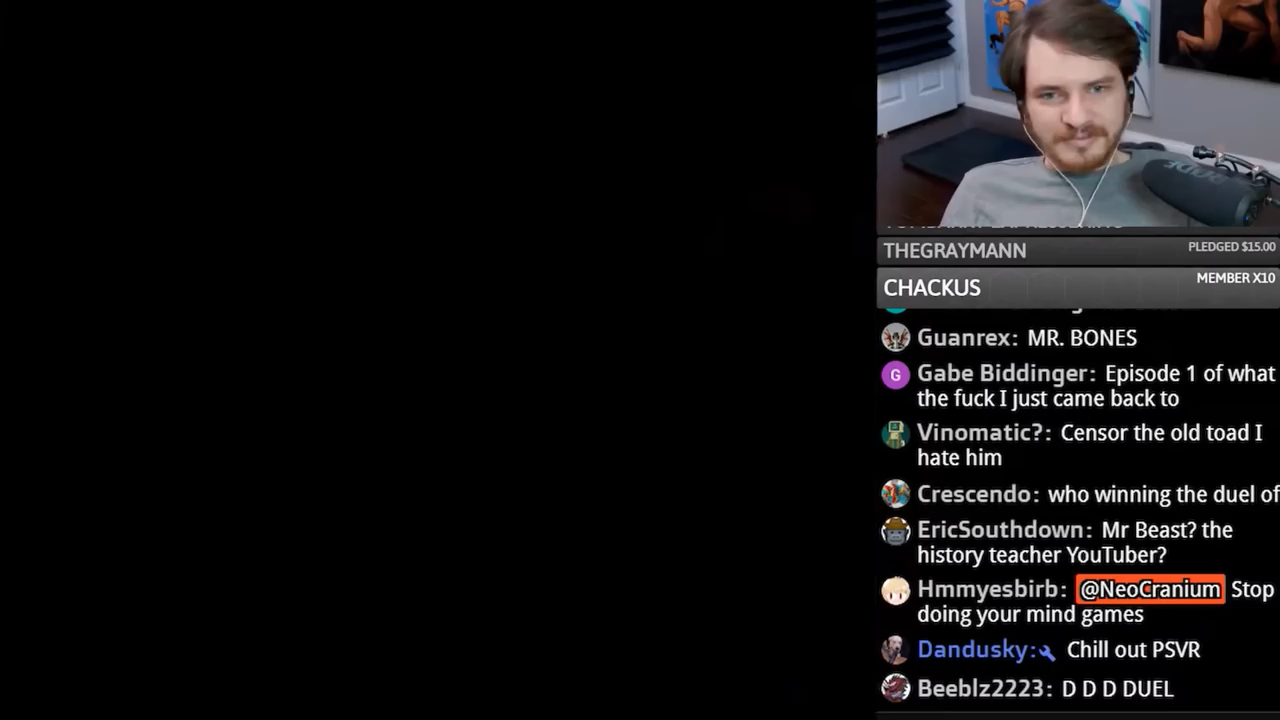 RODE
THEGRAYMANN PLEDGED $15.00
CHACKUS MEMBER X10
Guanrex: MR. BONES
Gabe Biddinger: Episode 1 of what
the fuck I just came back to
Vinomatic?: Censor the old toad I
hate him
Crescendo: who winning the duel of
EricSouthdown: Mr Beast? the
history teacher YouTuber?
Hmmyesbirb: @NeoCranium Stop
doing your mind games
Dandusky: Chill out PSVR
Beeblz2223: D D D DUEL